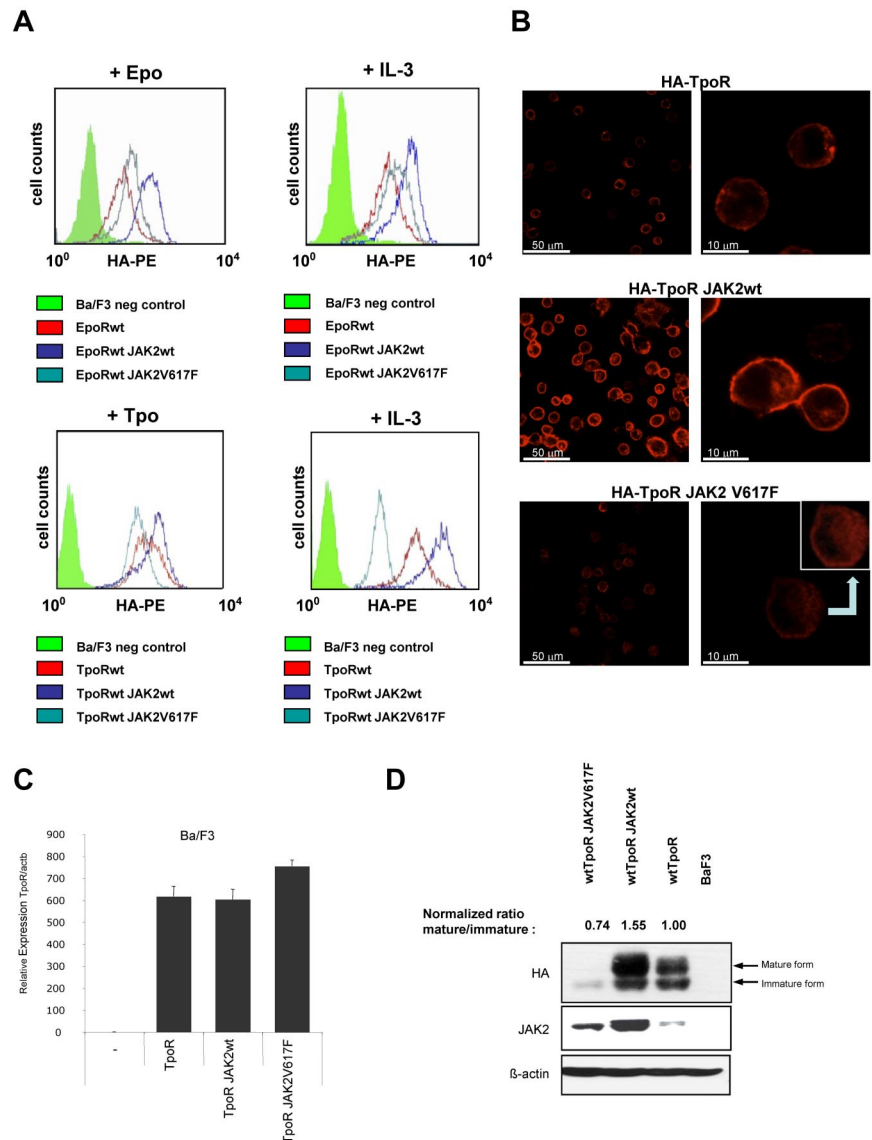 A
+ Epo
cell counts
10⁰
HA-PE
10⁴
Ba/F3 neg control
EpoRwt
EpoRwt JAK2wt
EpoRwt JAK2V617F
+ IL-3
cell counts
10⁰
HA-PE
10⁴
Ba/F3 neg control
EpoRwt
EpoRwt JAK2wt
EpoRwt JAK2V617F
+ Tpo
cell counts
10⁰
HA-PE
10⁴
Ba/F3 neg control
TpoRwt
TpoRwt JAK2wt
TpoRwt JAK2V617F
+ IL-3
cell counts
10⁰
HA-PE
10⁴
Ba/F3 neg control
TpoRwt
TpoRwt JAK2wt
TpoRwt JAK2V617F
B
HA-TpoR
50 µm
10 µm
HA-TpoR JAK2wt
50 µm
10 µm
HA-TpoR JAK2 V617F
50 µm
10 µm
C
Ba/F3
Relative Expression TpoR/actb
900
800
700
600
500
400
300
200
100
0
-
TpoR
TpoR JAK2wt
TpoR JAK2V617F
D
wtTpoR JAK2V617F
wtTpoR JAK2wt
wtTpoR
BaF3
Normalized ratio
mature/immature :
0.74 1.55 1.00
HA
Mature form
Immature form
JAK2
ß-actin